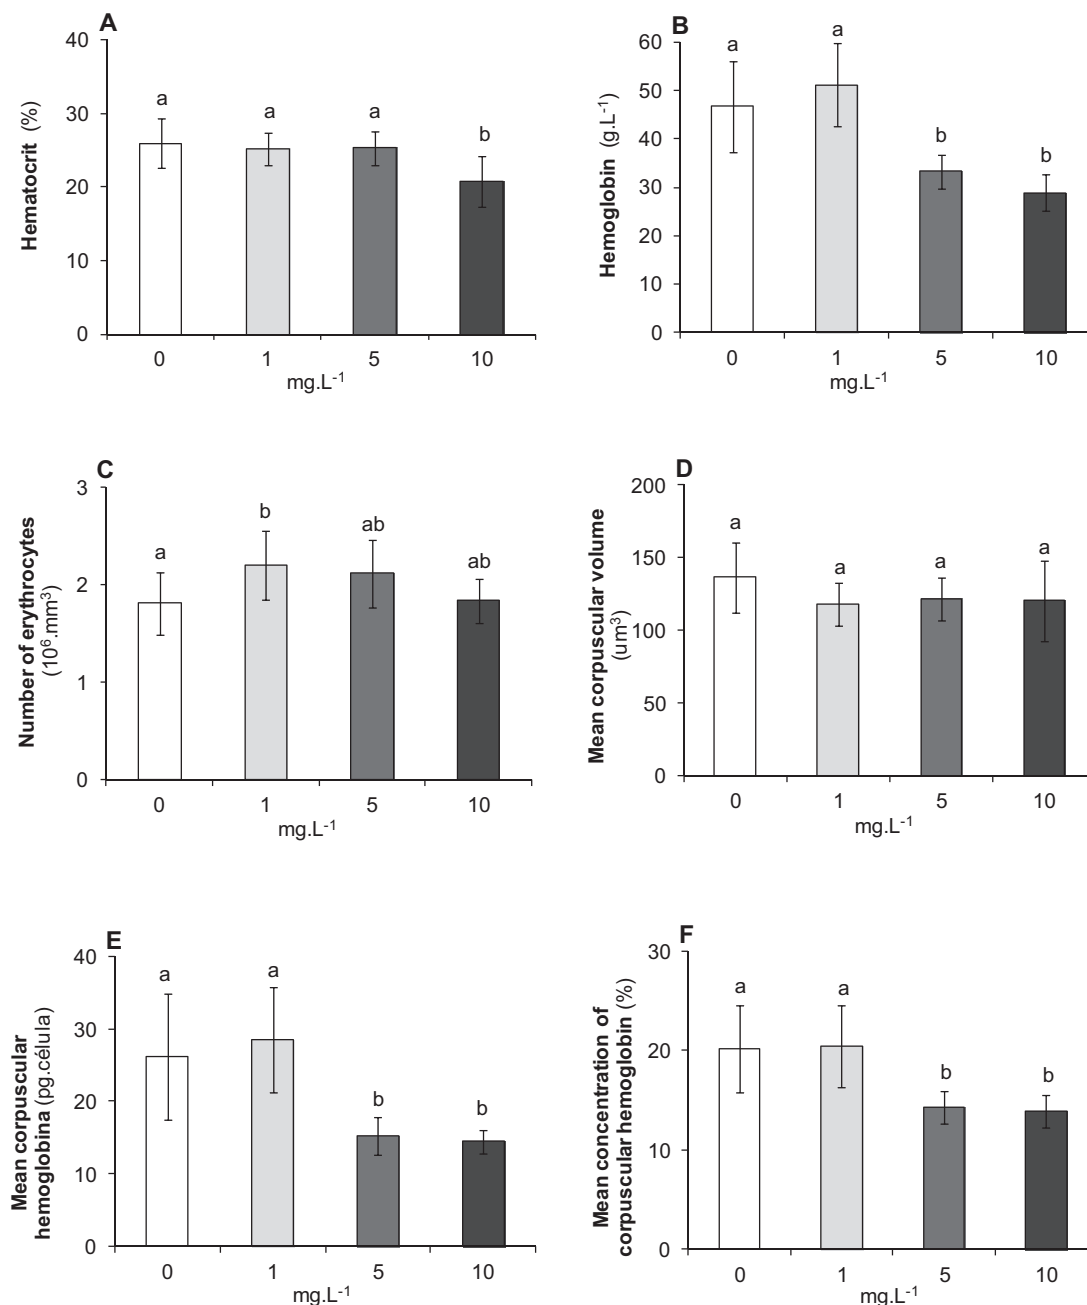 A
40
30
20
10
0
Hematocrit (%)
a
a
a
b
0
1
5
10
mg.L⁻¹
B
60
50
40
30
20
10
0
Hemoglobin (g.L⁻¹)
a
a
b
b
0
1
5
10
mg.L⁻¹
C
3
2
1
0
Number of erythrocytes
(10⁶.mm³)
a
b
ab
ab
0
1
5
10
mg.L⁻¹
D
200
150
100
50
0
Mean corpuscular volume
(um³)
a
a
a
a
0
1
5
10
mg.L⁻¹
E
40
30
20
10
0
Mean corpuscular
hemoglobina (pg.célula)
a
a
b
b
0
1
5
10
mg.L⁻¹
F
30
20
10
0
Mean concentration of
corpuscular hemoglobin (%)
a
a
b
b
0
1
5
10
mg.L⁻¹